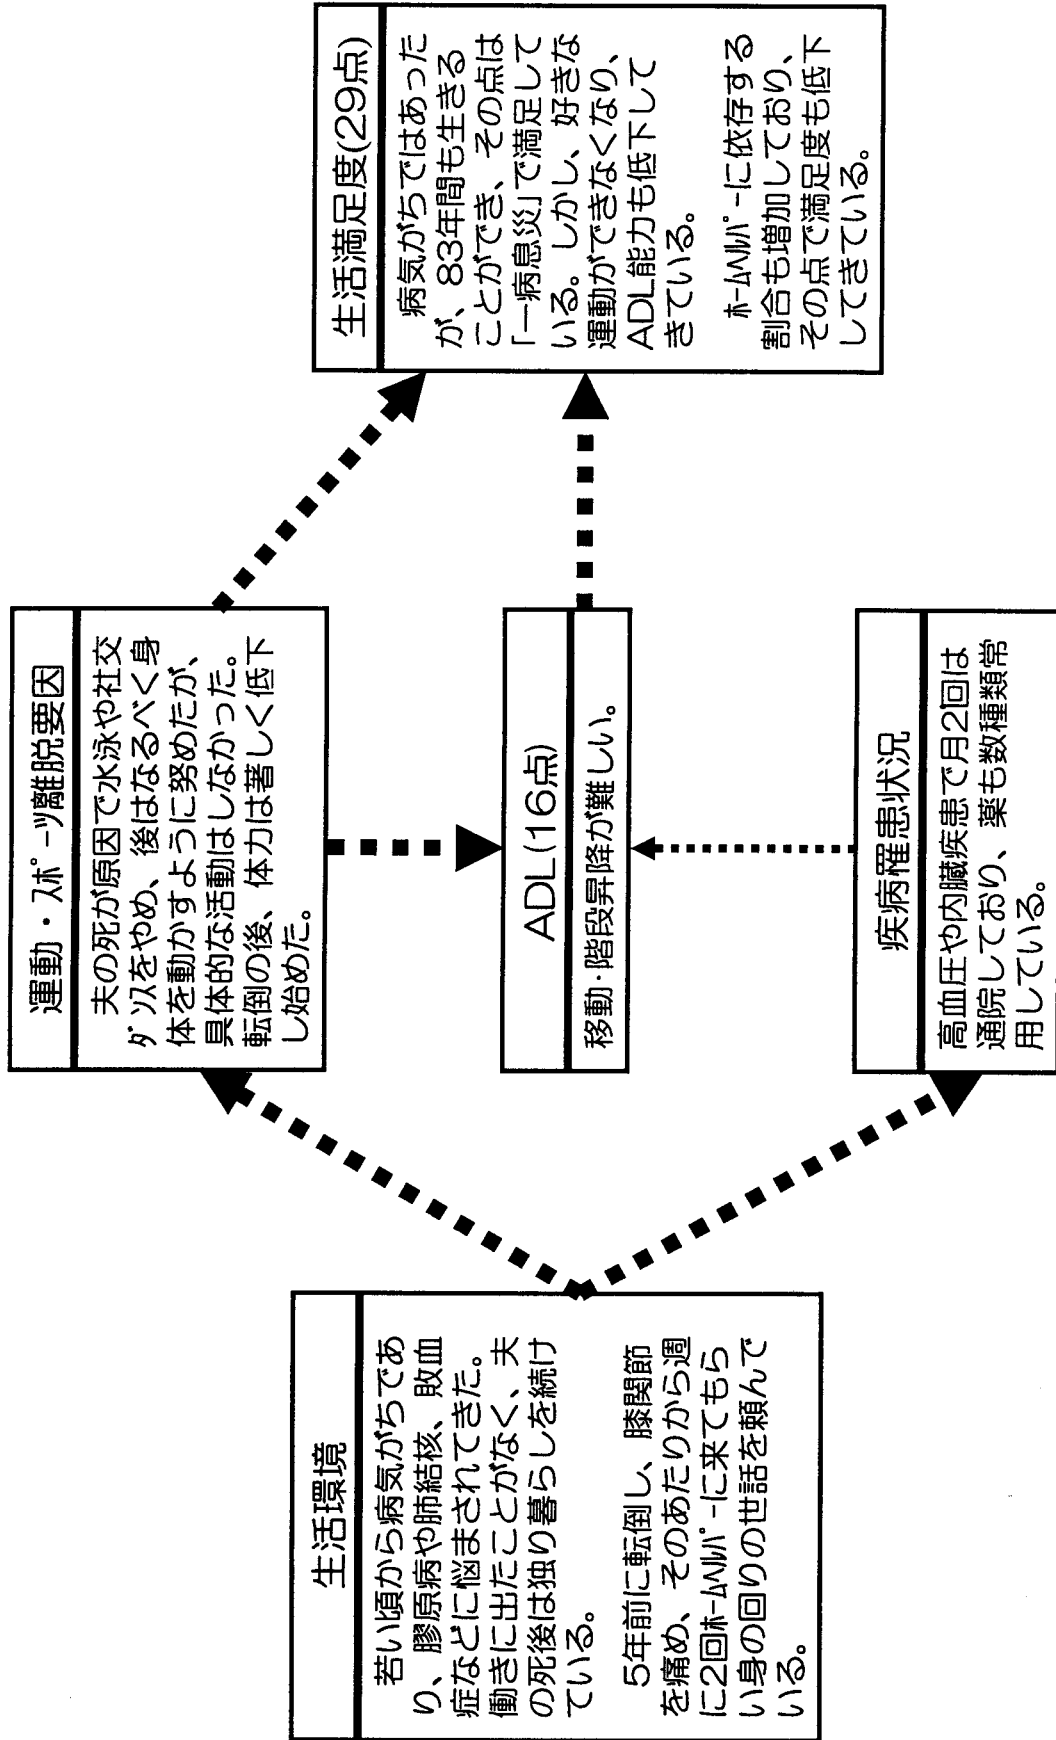 生活環境
若い頃から病気がちであ
り、膠原病や肺結核、敗血
症などに悩まされてきた。
働きに出たことがなく、夫
の死後は独り暮らしを続け
ている。
5年前に転倒し、膝関節
を痛め、そのあたりから週
に2回ﾎｰﾑﾍﾙﾊﾟｰに来てもら
い身の回りの世話を頼んで
いる。
運動・ｽﾎﾟｰﾂ離脱要因
夫の死が原因で水泳や社交
ﾀﾞﾝｽをやめ、後はなるべく身
体を動かすように努めたが、
具体的な活動はしなかった。
転倒の後、体力は著しく低下
し始めた。
ADL(16点)
移動・階段昇降が難しい。
疾病罹患状況
高血圧や内臓疾患で月2回は
通院しており、薬も数種類常
用している。
生活満足度(29点)
病気がちではあった
が、83年間も生きる
ことができ、その点は
「一病息災」で満足して
いる。しかし、好きな
運動ができなくなり、
ADL能力も低下して
きている。
ﾎｰﾑﾍﾙﾊﾟｰに依存する
割合も増加しており、
その点で満足度も低下
してきている。